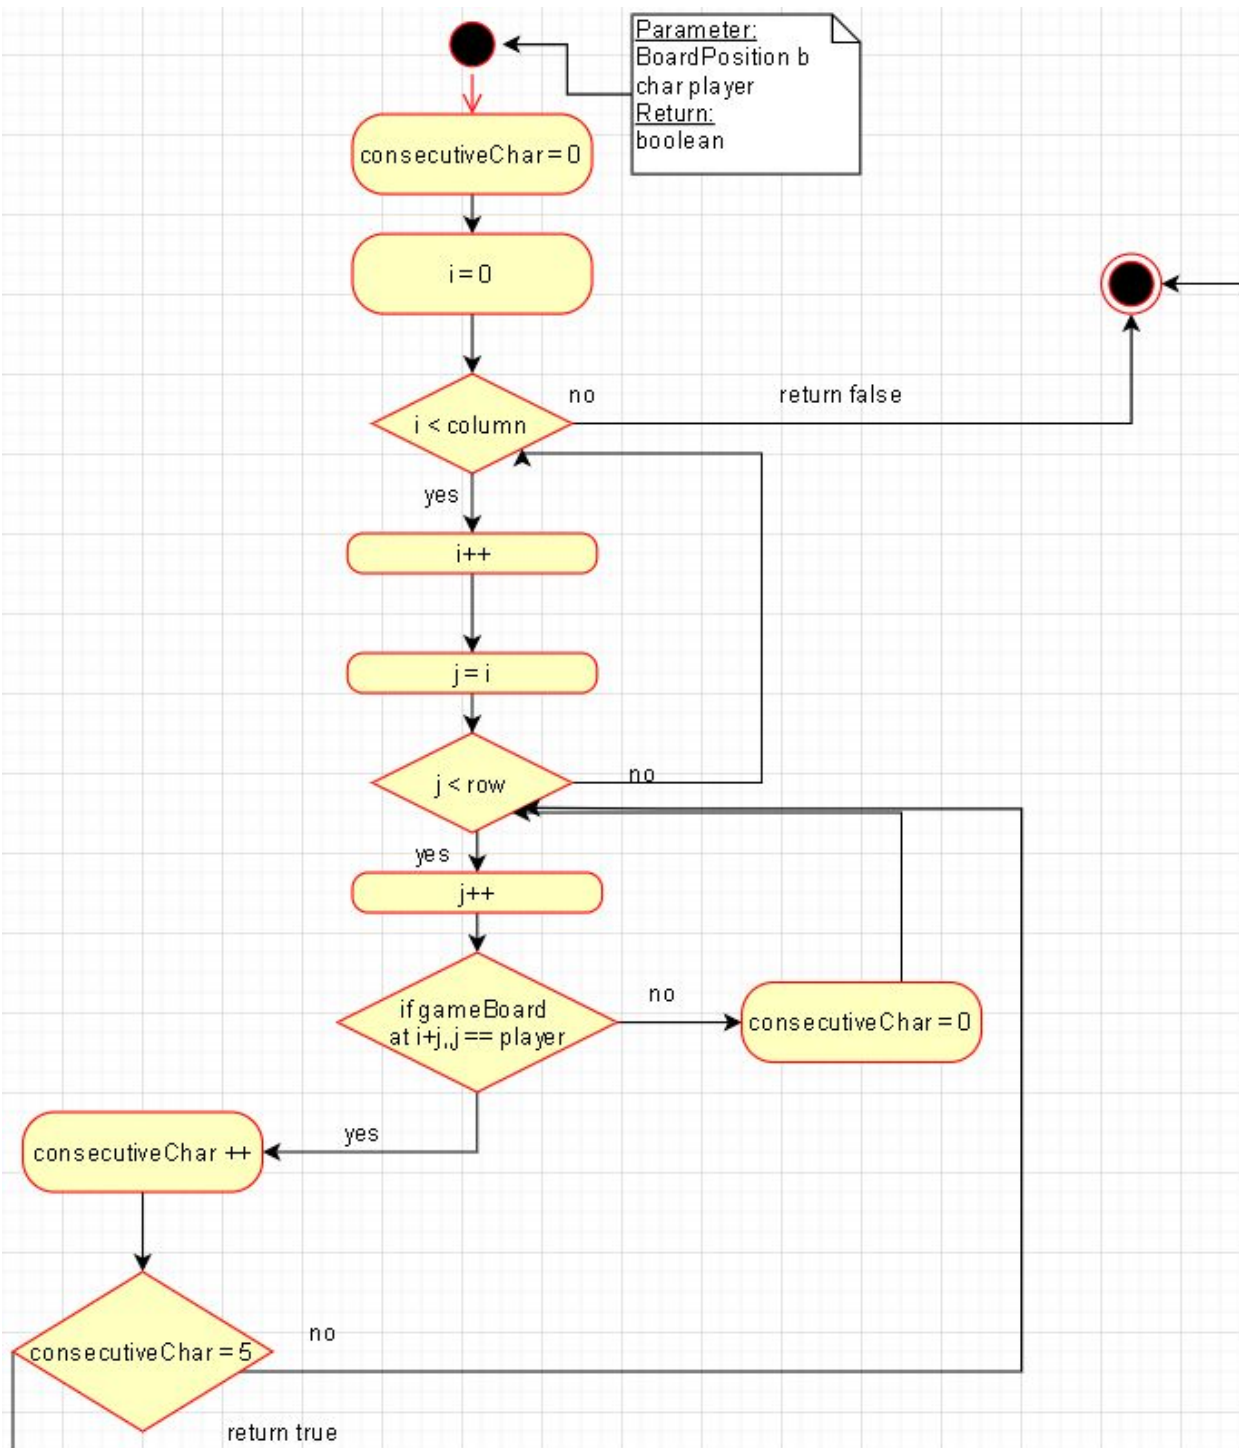 Parameter:
BoardPosition b
char player
Return:
boolean
consecutiveChar = 0
i = 0
i < column
no
return false
yes
i++
j = i
j < row
no
yes
j++
if gameBoard
at i+j,,j == player
no
consecutiveChar = 0
yes
consecutiveChar ++
consecutiveChar = 5
no
return true